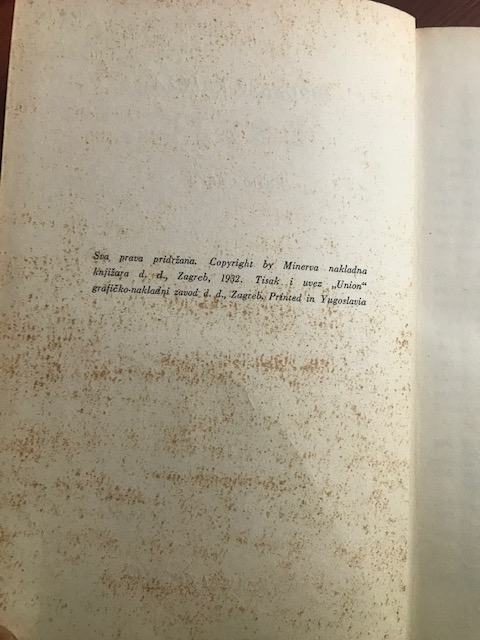 Sva prava pridržana. Copyright by Minerva nakladna
knjižara d. d., Zagreb, 1932. Tisak i uvez „Union“
grafičko-nakladni zavod d. d., Zagreb. Printed in Yugoslavia